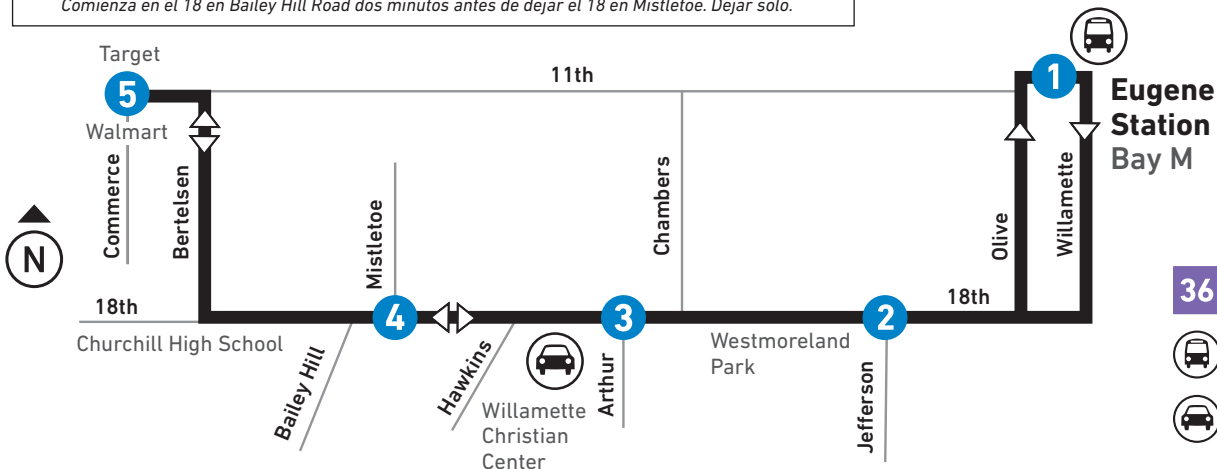 Comienza en el 18 en Bailey Hill Road dos minutos antes de dejar el 18 en Mistletoe. Dejar solo.
Target
5
Walmart
11th
1
Eugene
Station
Bay M
Commerce
Bertelsen
Mistletoe
Chambers
Olive
Willamette
N
18th
4
3
2
18th
36
Churchill High School
Bailey Hill
Hawkins
Willamette
Christian
Center
Arthur
Westmoreland
Park
Jefferson